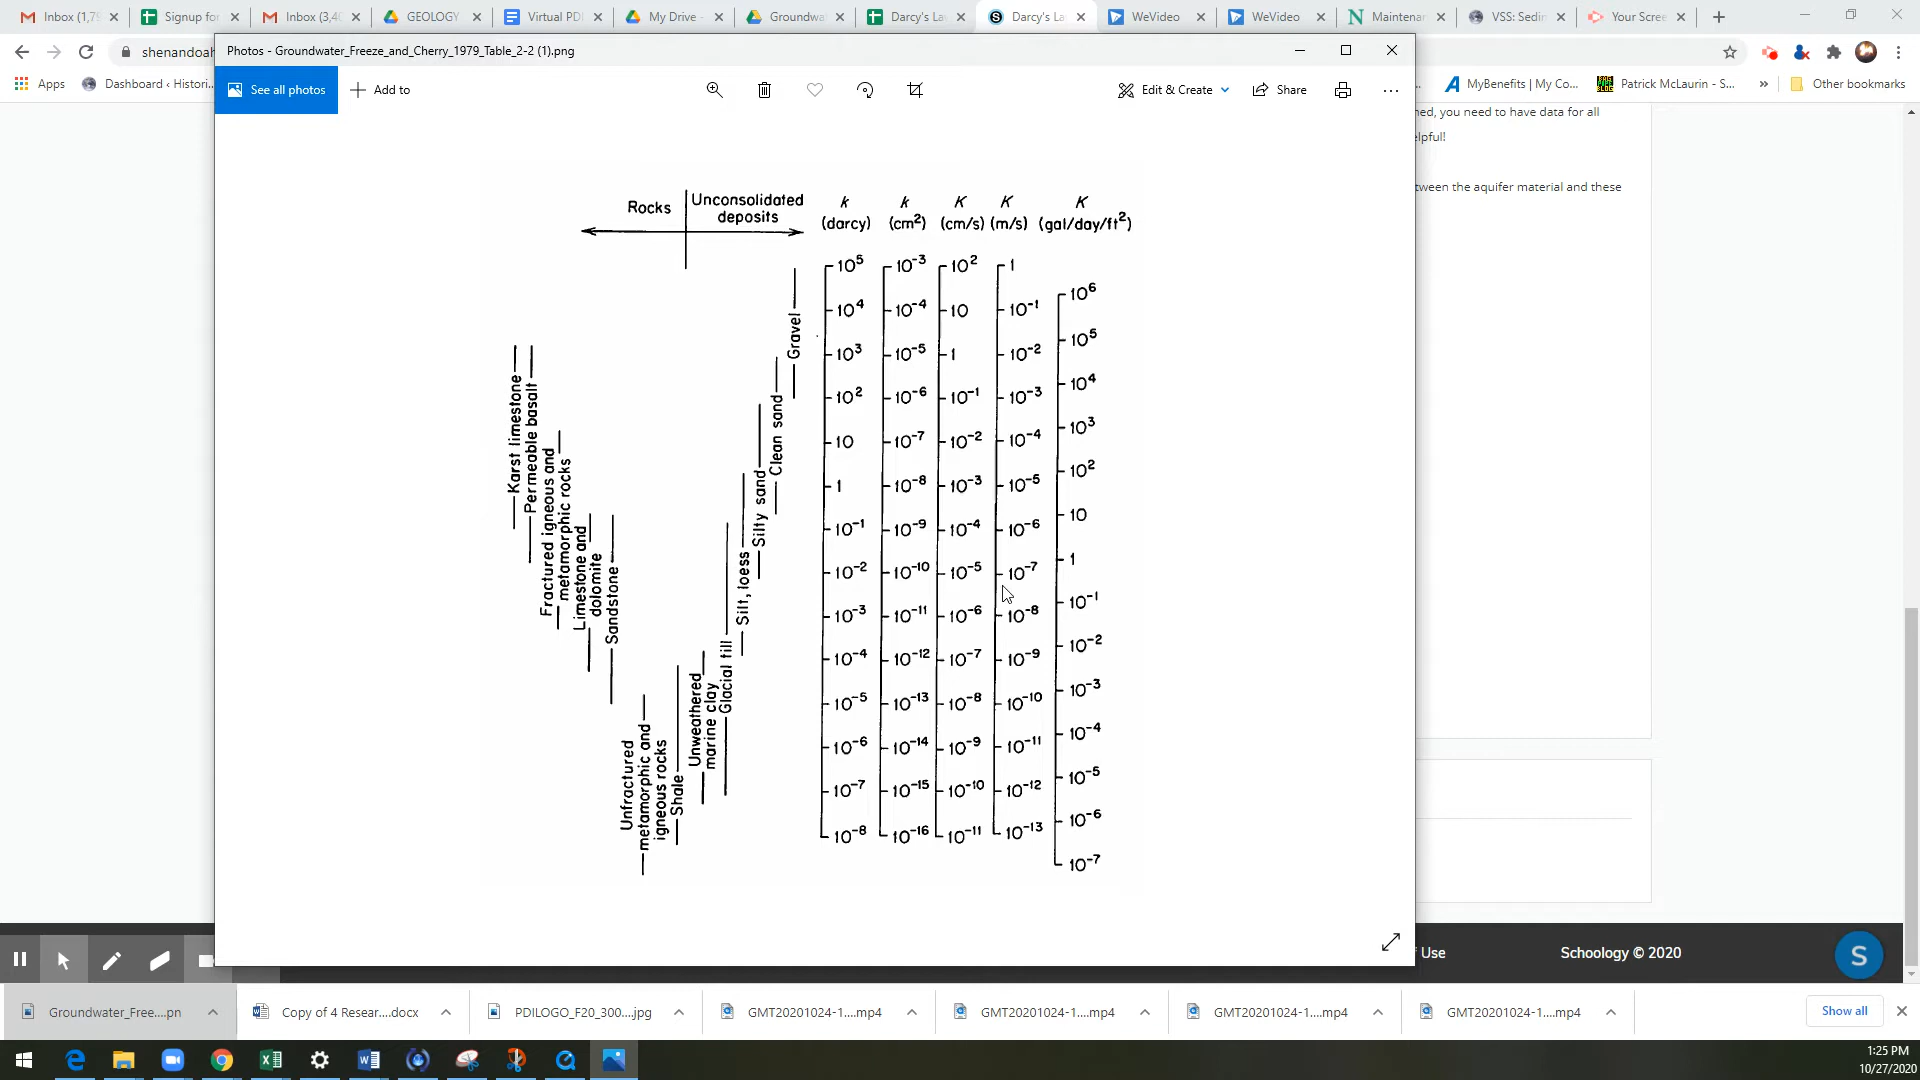 Inbox (1,7
Signup for
Inbox (3,4
GEOLOGY
Virtual PD
My Drive -
Groundwa
Darcy's La
Darcy's La
WeVideo
WeVideo
Maintenan
VSS: Sedin
Your Scree
shenandoah
Photos - Groundwater_Freeze_and_Cherry_1979_Table_2-2 (1).png
Apps
Dashboard ‹ Histori...
See all photos
Add to
Edit & Create
Share
MyBenefits | My Co...
Patrick McLaurin - S...
»
Other bookmarks
ned, you need to have data for all
elpful!
tween the aquifer material and these
Rocks
Unconsolidated
deposits
k
(darcy)
k
(cm²)
K
(cm/s)
K
(m/s)
K
(gal/day/ft²)
Karst limestone
Permeable basalt
Fractured igneous and
metamorphic rocks
Limestone and
dolomite
Sandstone
Unfractured
metamorphic and
igneous rocks
Shale
Unweathered
marine clay
Glacial till
Silt, loess
Silty sand
Clean sand
Gravel
10⁵
10⁴
10³
10²
10
1
10⁻¹
10⁻²
10⁻³
10⁻⁴
10⁻⁵
10⁻⁶
10⁻⁷
10⁻⁸
10⁻³
10⁻⁴
10⁻⁵
10⁻⁶
10⁻⁷
10⁻⁸
10⁻⁹
10⁻¹⁰
10⁻¹¹
10⁻¹²
10⁻¹³
10⁻¹⁴
10⁻¹⁵
10⁻¹⁶
10²
10
1
10⁻¹
10⁻²
10⁻³
10⁻⁴
10⁻⁵
10⁻⁶
10⁻⁷
10⁻⁸
10⁻⁹
10⁻¹⁰
10⁻¹¹
1
10⁻¹
10⁻²
10⁻³
10⁻⁴
10⁻⁵
10⁻⁶
10⁻⁷
10⁻⁸
10⁻⁹
10⁻¹⁰
10⁻¹¹
10⁻¹²
10⁻¹³
10⁶
10⁵
10⁴
10³
10²
10
1
10⁻¹
10⁻²
10⁻³
10⁻⁴
10⁻⁵
10⁻⁶
10⁻⁷
Use
Schoology © 2020
S
Groundwater_Free....pn
Copy of 4 Resear....docx
PDILOGO_F20_300....jpg
GMT20201024-1....mp4
GMT20201024-1....mp4
GMT20201024-1....mp4
GMT20201024-1....mp4
Show all
1:25 PM
10/27/2020